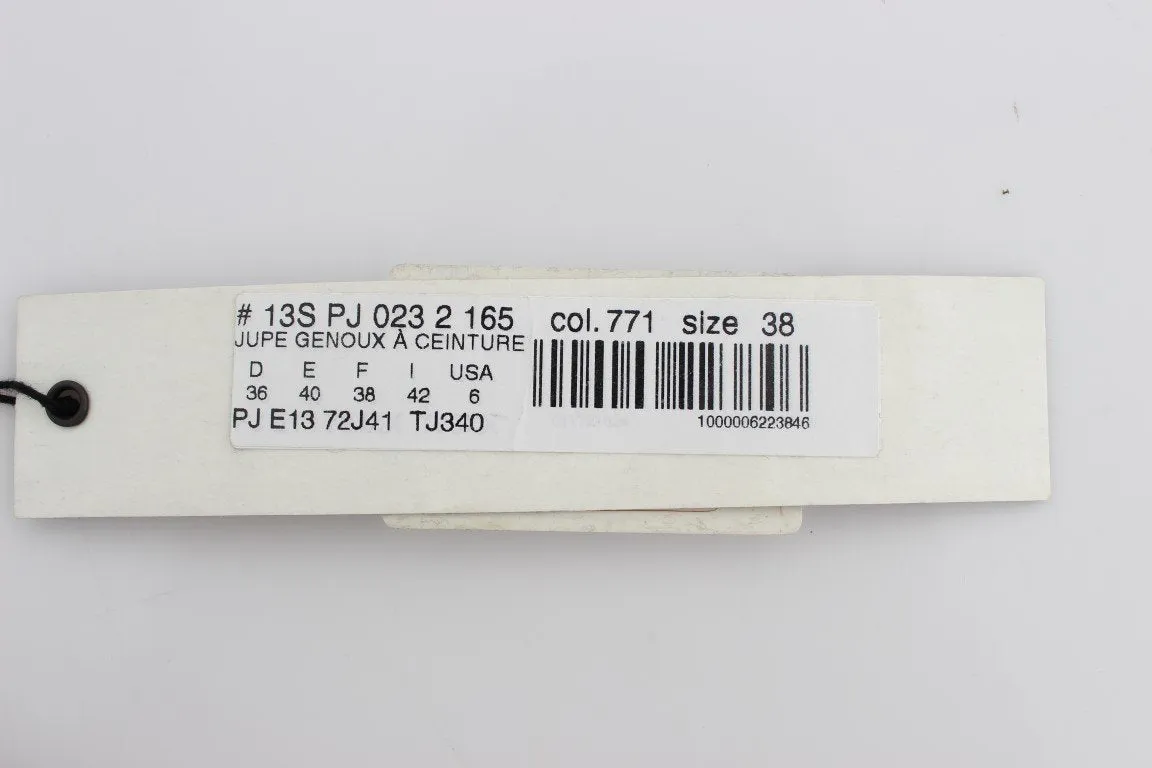 # 13S PJ 023 2 165 col. 771 size 38
JUPE GENOUX À CEINTURE
D E F I USA
36 40 38 42 6
PJ E13 72J41 TJ340
1000006223846